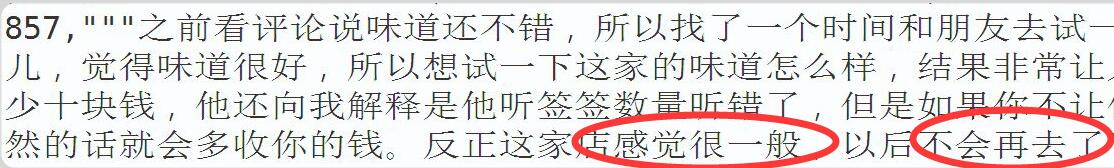 857,"""之前看评论说味道还不错，所以找了一个时间和朋友去试一
儿，觉得味道很好，所以想试一下这家的味道怎么样，结果非常让
少十块钱，他还向我解释是他听签签数量听错了，但是如果你不让
然的话就会多收你的钱。反正这家店感觉很一般，以后不会再去了